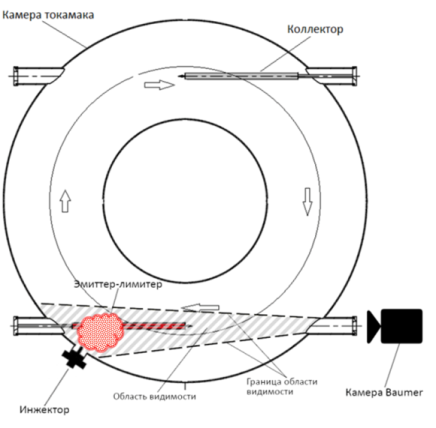 Камера токамака
Коллектор
Эмиттер-лимитер
Инжектор
Область видимости
Граница области
видимости
Камера Baumer